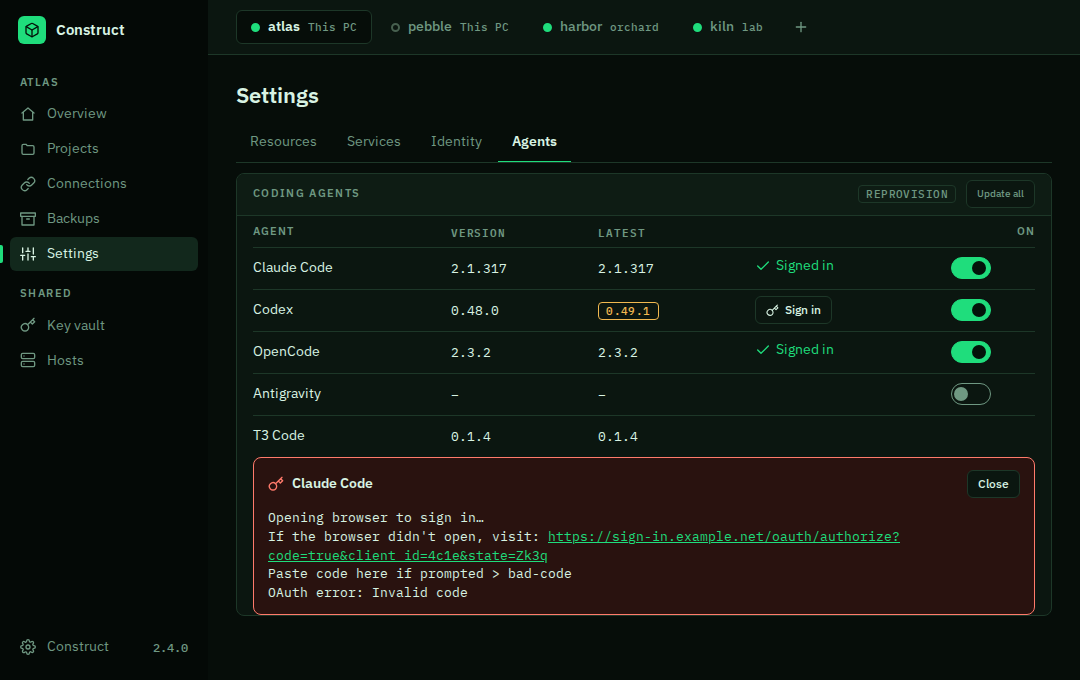 Construct
atlas This PC
pebble This PC
harbor orchard
kiln lab
+
ATLAS
Overview
Projects
Connections
Backups
Settings
SHARED
Key vault
Hosts
Construct 2.4.0
Settings
Resources Services Identity Agents
CODING AGENTS REPROVISION Update all
AGENT VERSION LATEST ON
Claude Code 2.1.317 2.1.317 Signed in
Codex 0.48.0 0.49.1 Sign in
OpenCode 2.3.2 2.3.2 Signed in
Antigravity – –
T3 Code 0.1.4 0.1.4
Claude Code Close
Opening browser to sign in…
If the browser didn't open, visit: https://sign-in.example.net/oauth/authorize?
code=true&client_id=4c1e&state=Zk3q
Paste code here if prompted > bad-code
OAuth error: Invalid code